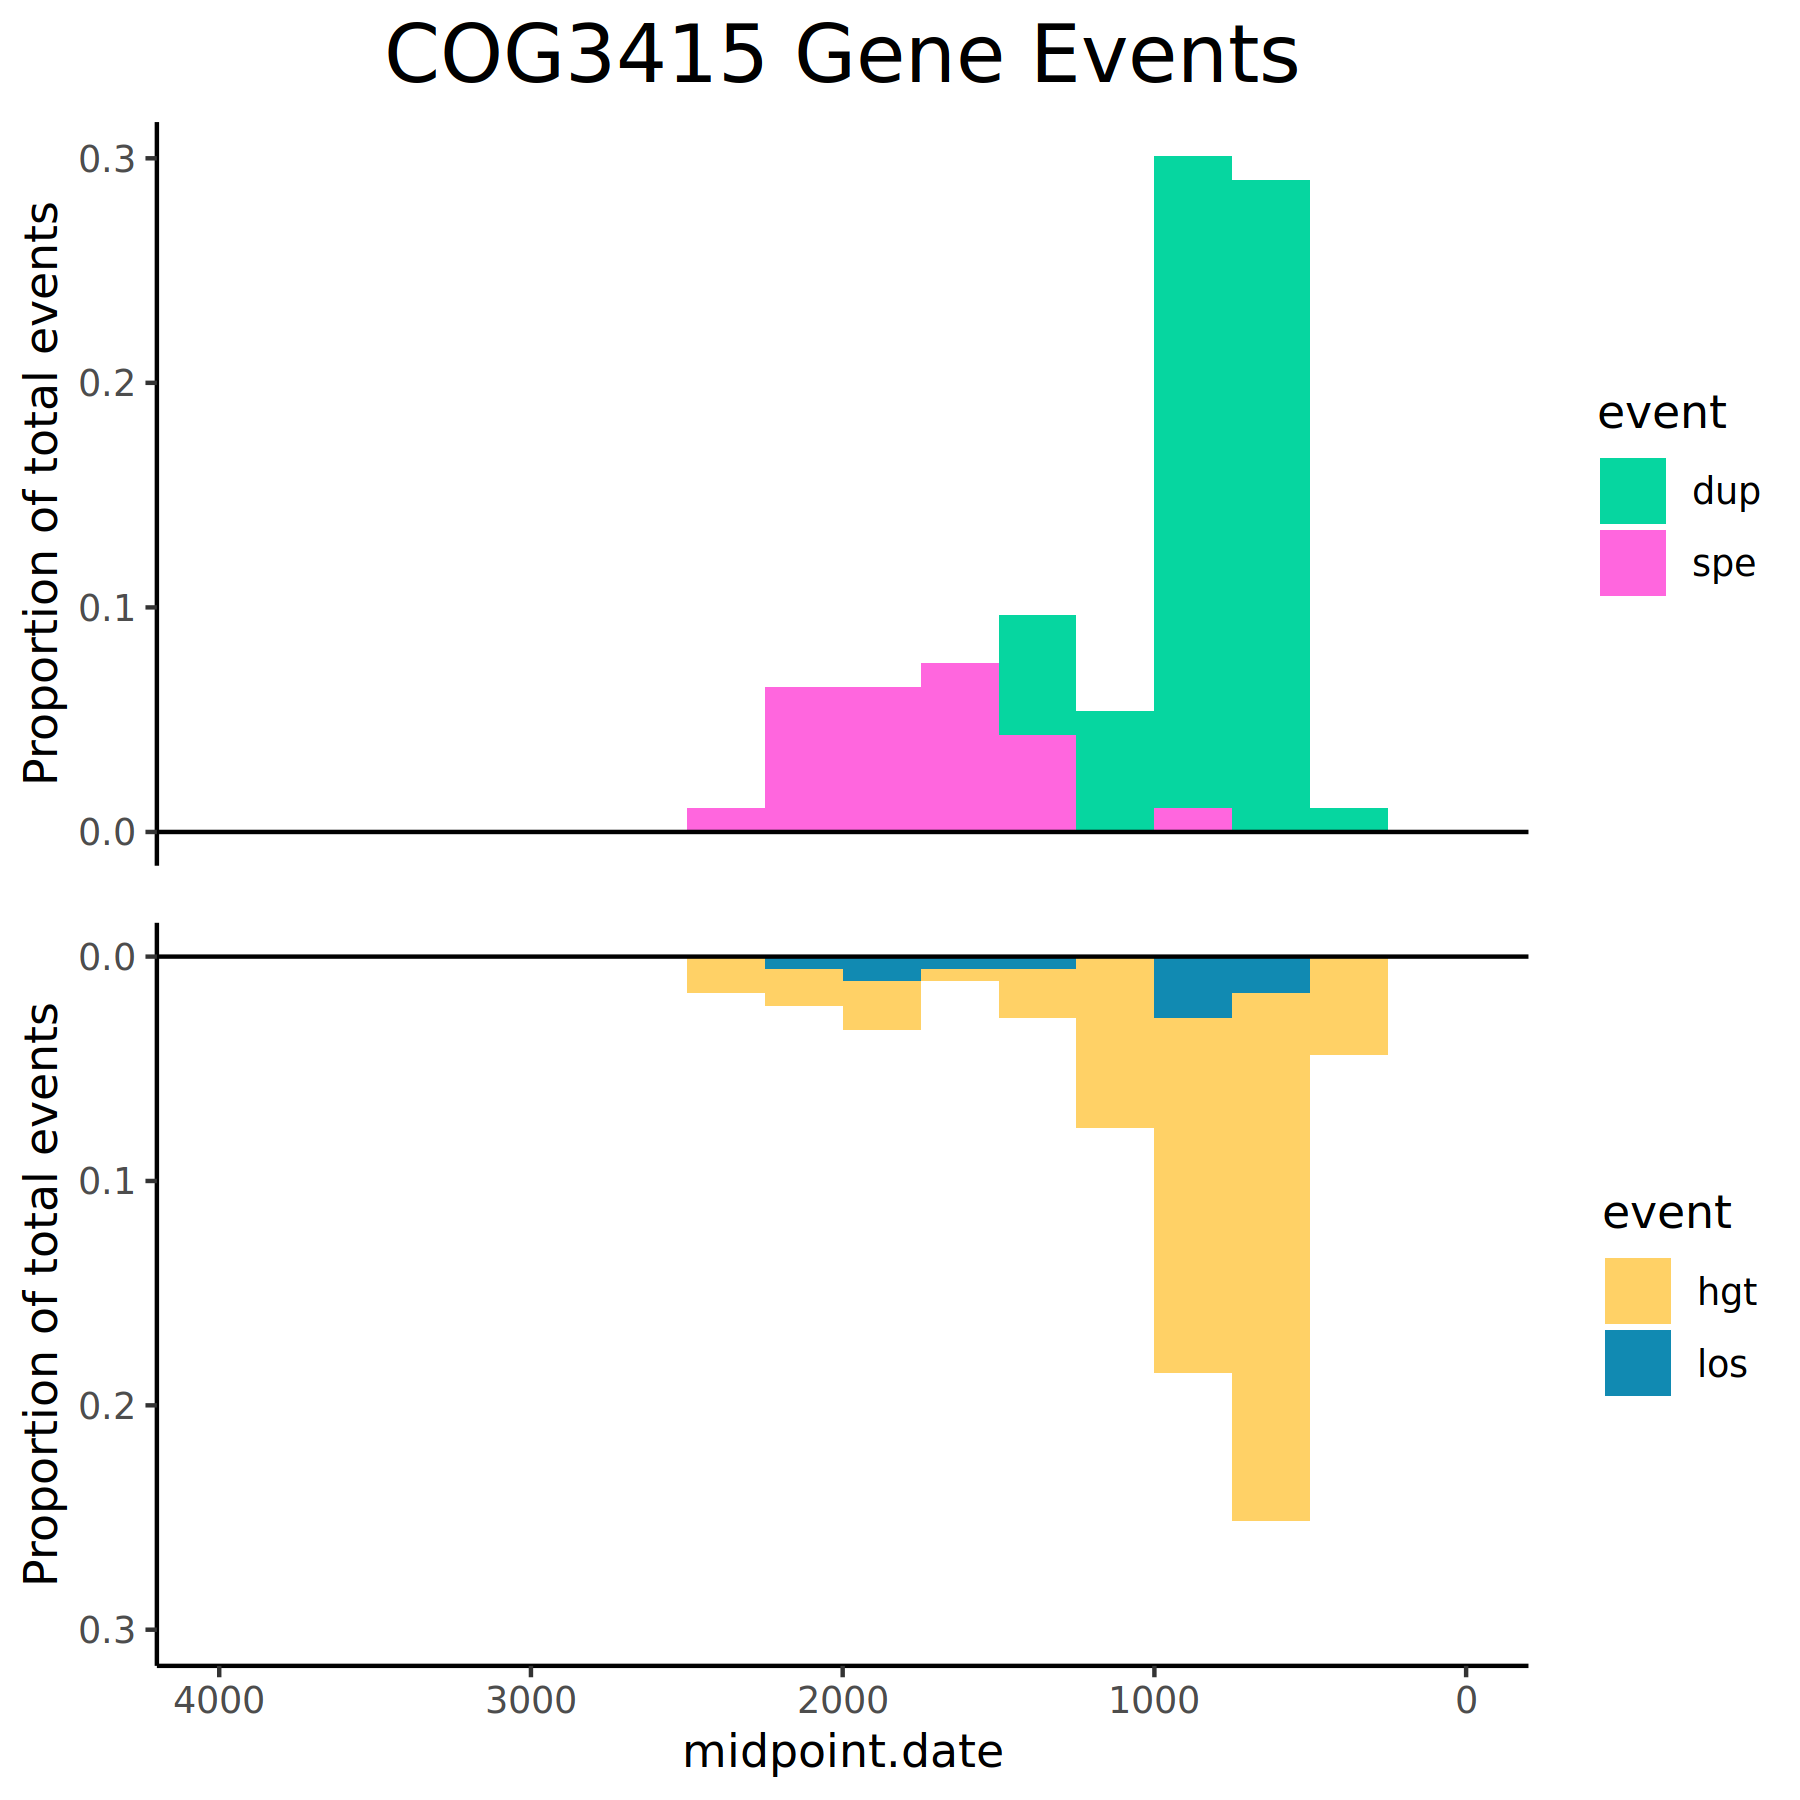 COG3415 Gene Events
Proportion of total events
0.3
0.2
0.1
0.0
event
dup
spe
Proportion of total events
0.0
0.1
0.2
0.3
event
hgt
los
4000 3000 2000 1000 0
midpoint.date